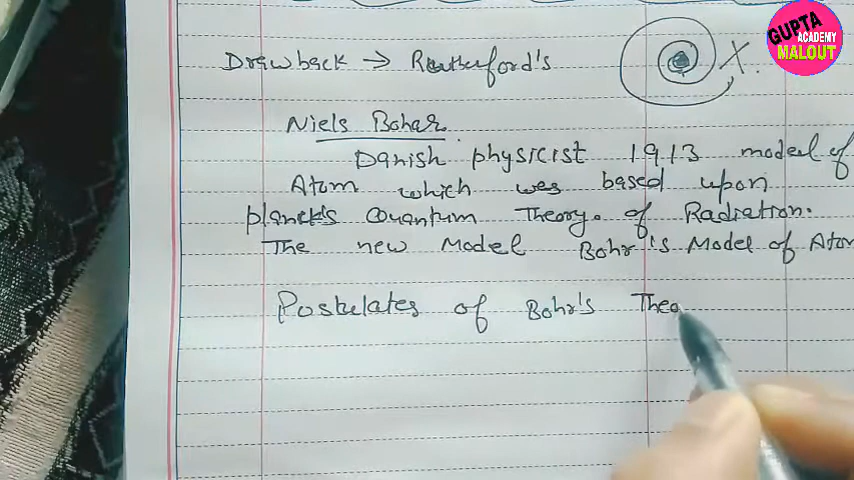 GUPTA
ACADEMY
MALOUT
Drawback → Rutherford's
X.
Niels Bohar.
Danish physicist 1913 model of
Atom which was based upon
planck's Quantum Theory. of Radiation.
The new Model Bohr's Model of Atom
Postulates of Bohr's Theo